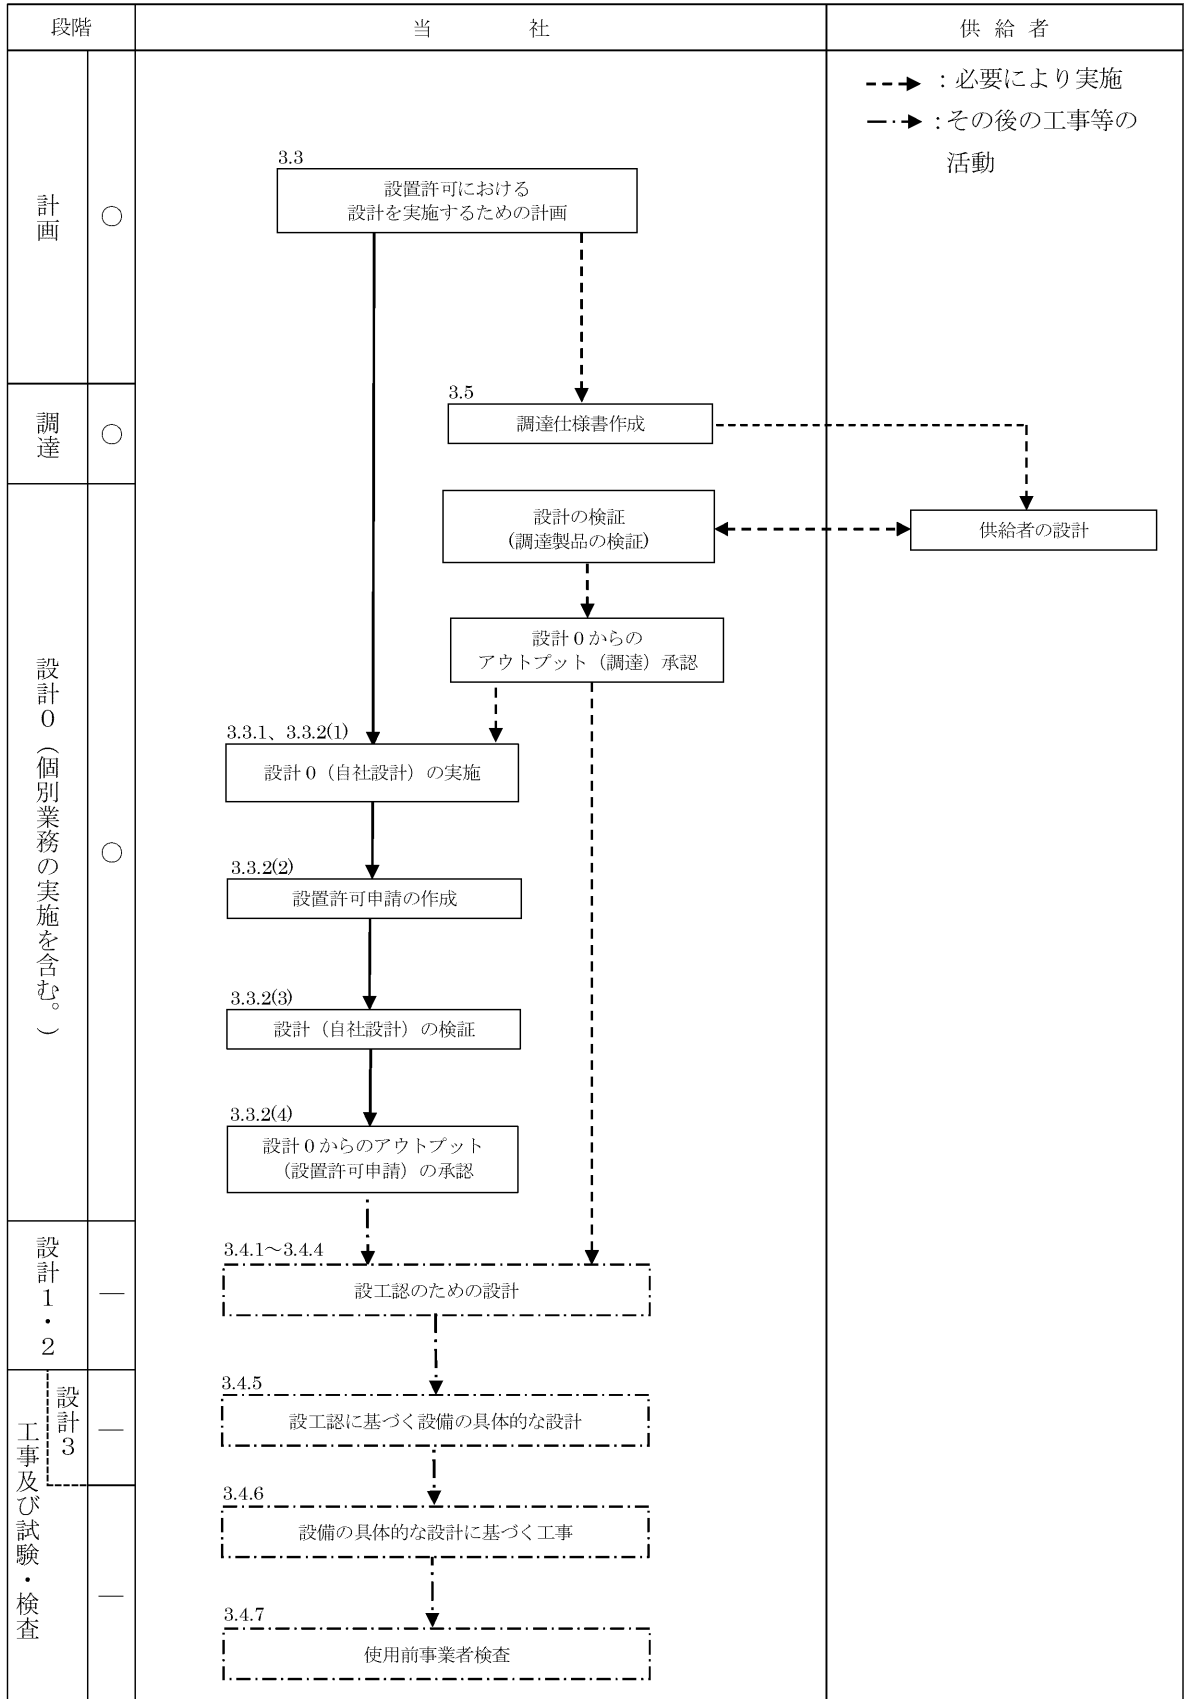 段階
当　社
供 給 者
：必要により実施
：その後の工事等の
活動
計画
○
3.3
設置許可における
設計を実施するための計画
調達
○
3.5
調達仕様書作成
設計の検証
(調達製品の検証)
供給者の設計
設計０からの
アウトプット（調達）承認
設計０（個別業務の実施を含む。）
○
3.3.1、3.3.2(1)
設計０（自社設計）の実施
3.3.2(2)
設置許可申請の作成
3.3.2(3)
設計（自社設計）の検証
3.3.2(4)
設計０からのアウトプット
（設置許可申請）の承認
設計１・２
―
3.4.1～3.4.4
設工認のための設計
工事及び試験・検査
設計３
―
3.4.5
設工認に基づく設備の具体的な設計
3.4.6
設備の具体的な設計に基づく工事
―
3.4.7
使用前事業者検査